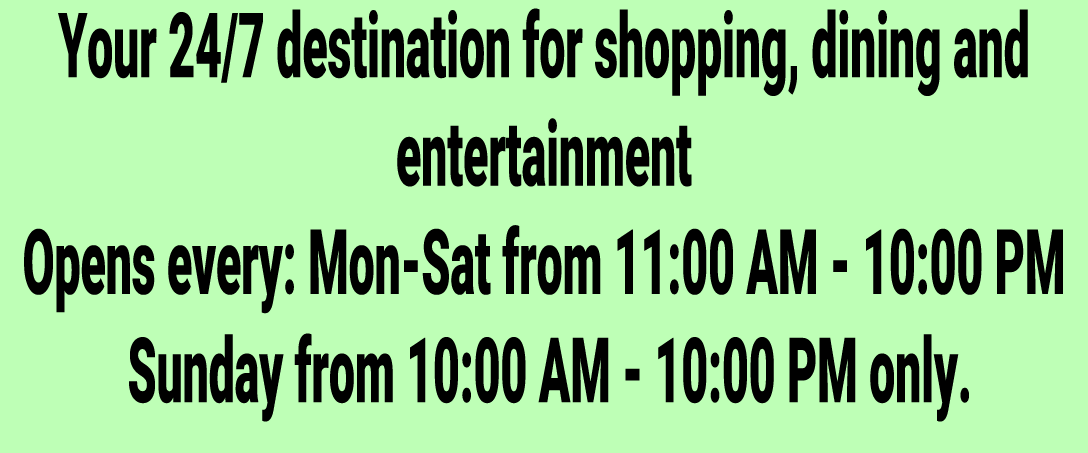 Your 24/7 destination for shopping, dining and
entertainment
Opens every: Mon-Sat from 11:00 AM - 10:00 PM
Sunday from 10:00 AM - 10:00 PM only.